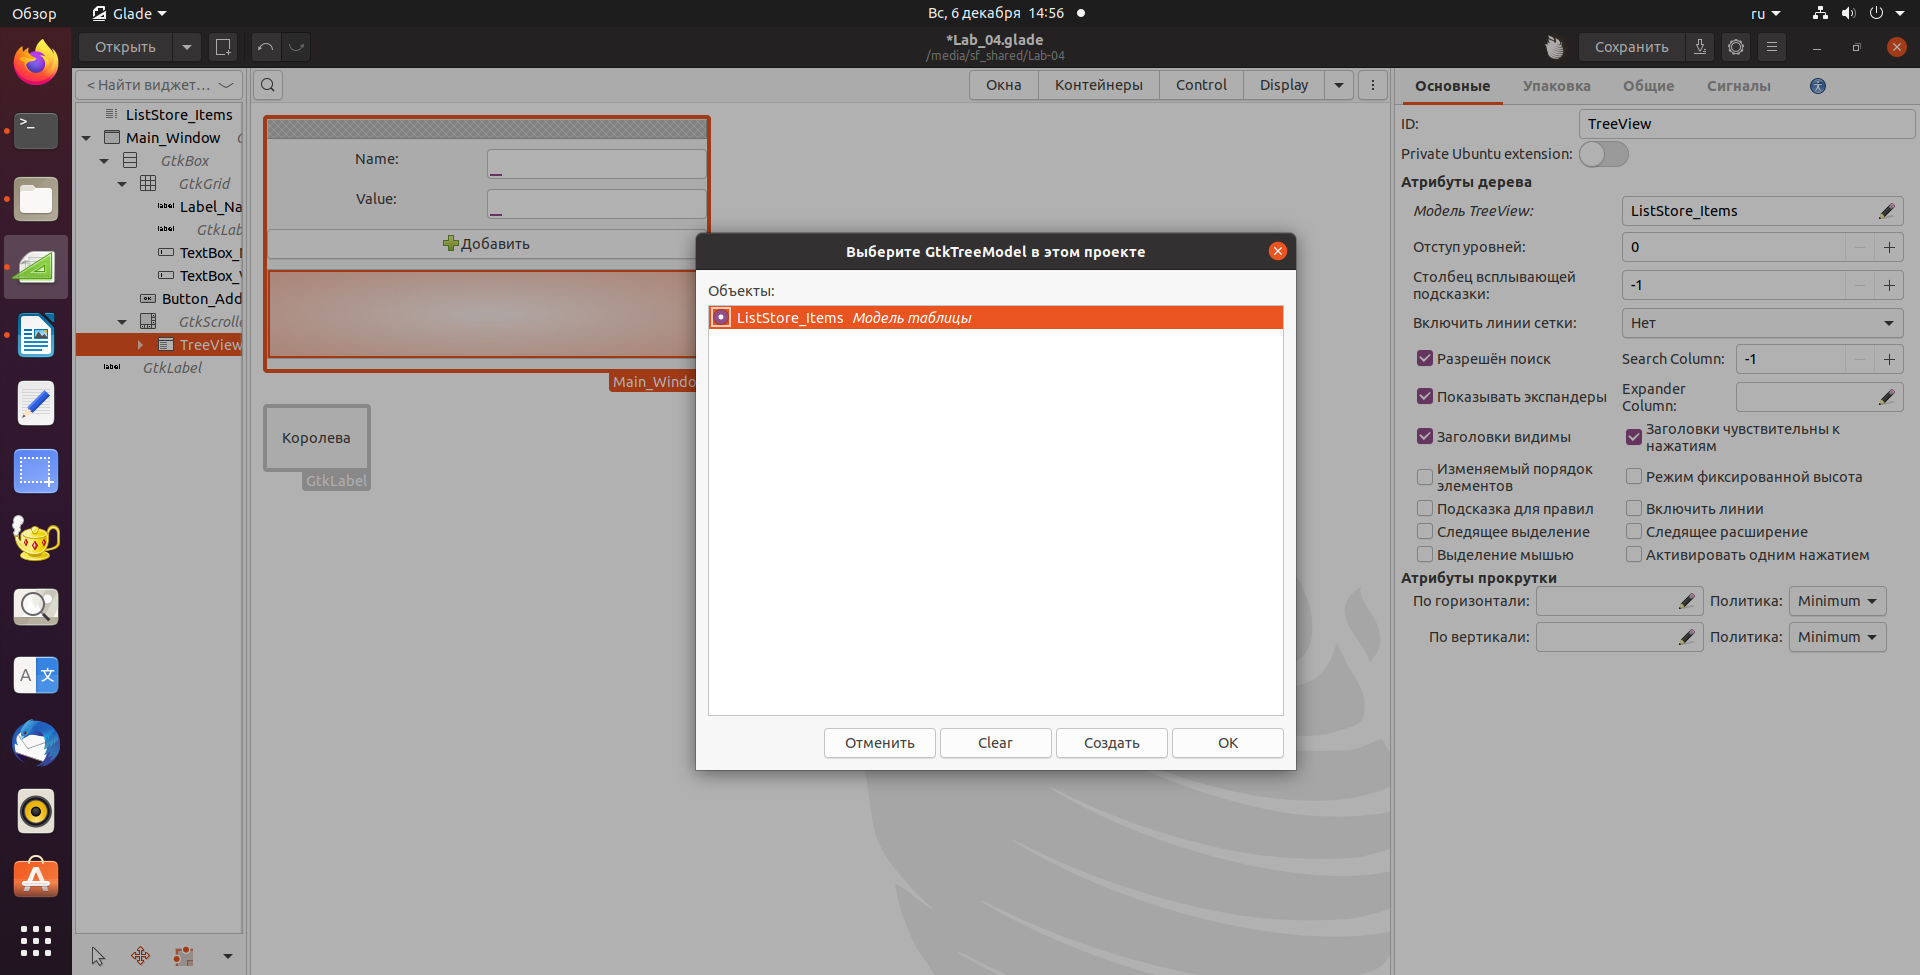 Обзор
Glade
Вс, 6 декабря 14:56
ru
Открыть
*Lab_04.glade
/media/sf_shared/Lab-04
Сохранить
< Найти виджет…
Окна
Контейнеры
Control
Display
Основные
Упаковка
Общие
Сигналы
ListStore_Items
Main_Window
GtkBox
GtkGrid
label Label_Na
label GtkLab
TextBox_
TextBox_
OK Button_Add
GtkScroll
TreeView
label GtkLabel
Name:
Value:
Добавить
Main_Windo
Королева
GtkLabel
Выберите GtkTreeModel в этом проекте
Объекты:
ListStore_Items Модель таблицы
Отменить
Clear
Создать
OK
ID:
TreeView
Private Ubuntu extension:
Атрибуты дерева
Модель TreeView:
ListStore_Items
Отступ уровней:
0
Столбец всплывающей
подсказки:
-1
Включить линии сетки:
Нет
Разрешён поиск
Search Column:
-1
Показывать экспандеры
Expander
Column:
Заголовки видимы
Заголовки чувствительны к
нажатиям
Изменяемый порядок
элементов
Режим фиксированной высота
Подсказка для правил
Включить линии
Следящее выделение
Следящее расширение
Выделение мышью
Активировать одним нажатием
Атрибуты прокрутки
По горизонтали:
Политика:
Minimum
По вертикали:
Политика:
Minimum